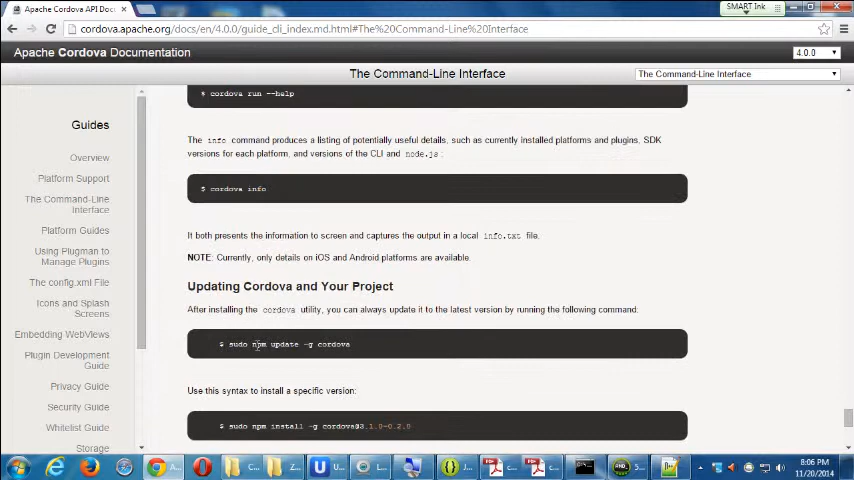 SMART Ink
Apache Cordova API Docu
cordova.apache.org/docs/en/4.0.0/guide_cli_index.md.html#The%20Command-Line%20Interface
Apache Cordova Documentation
4.0.0
The Command-Line Interface
The Command-Line Interface
Guides
Overview
Platform Support
The Command-Line
Interface
Platform Guides
Using Plugman to
Manage Plugins
The config.xml File
Icons and Splash
Screens
Embedding WebViews
Plugin Development
Guide
Privacy Guide
Security Guide
Whitelist Guide
Storage
$ cordova run --help
The info command produces a listing of potentially useful details, such as currently installed platforms and plugins, SDK
versions for each platform, and versions of the CLI and node.js:
$ cordova info
It both presents the information to screen and captures the output in a local info.txt file.
NOTE: Currently, only details on iOS and Android platforms are available.
Updating Cordova and Your Project
After installing the cordova utility, you can always update it to the latest version by running the following command:
$ sudo npm update -g cordova
Use this syntax to install a specific version:
$ sudo npm install -g cordova@3.1.0-0.2.0
A...
C...
Z...
U...
L...
J...
c...
c...
S...
8:06 PM
11/20/2014